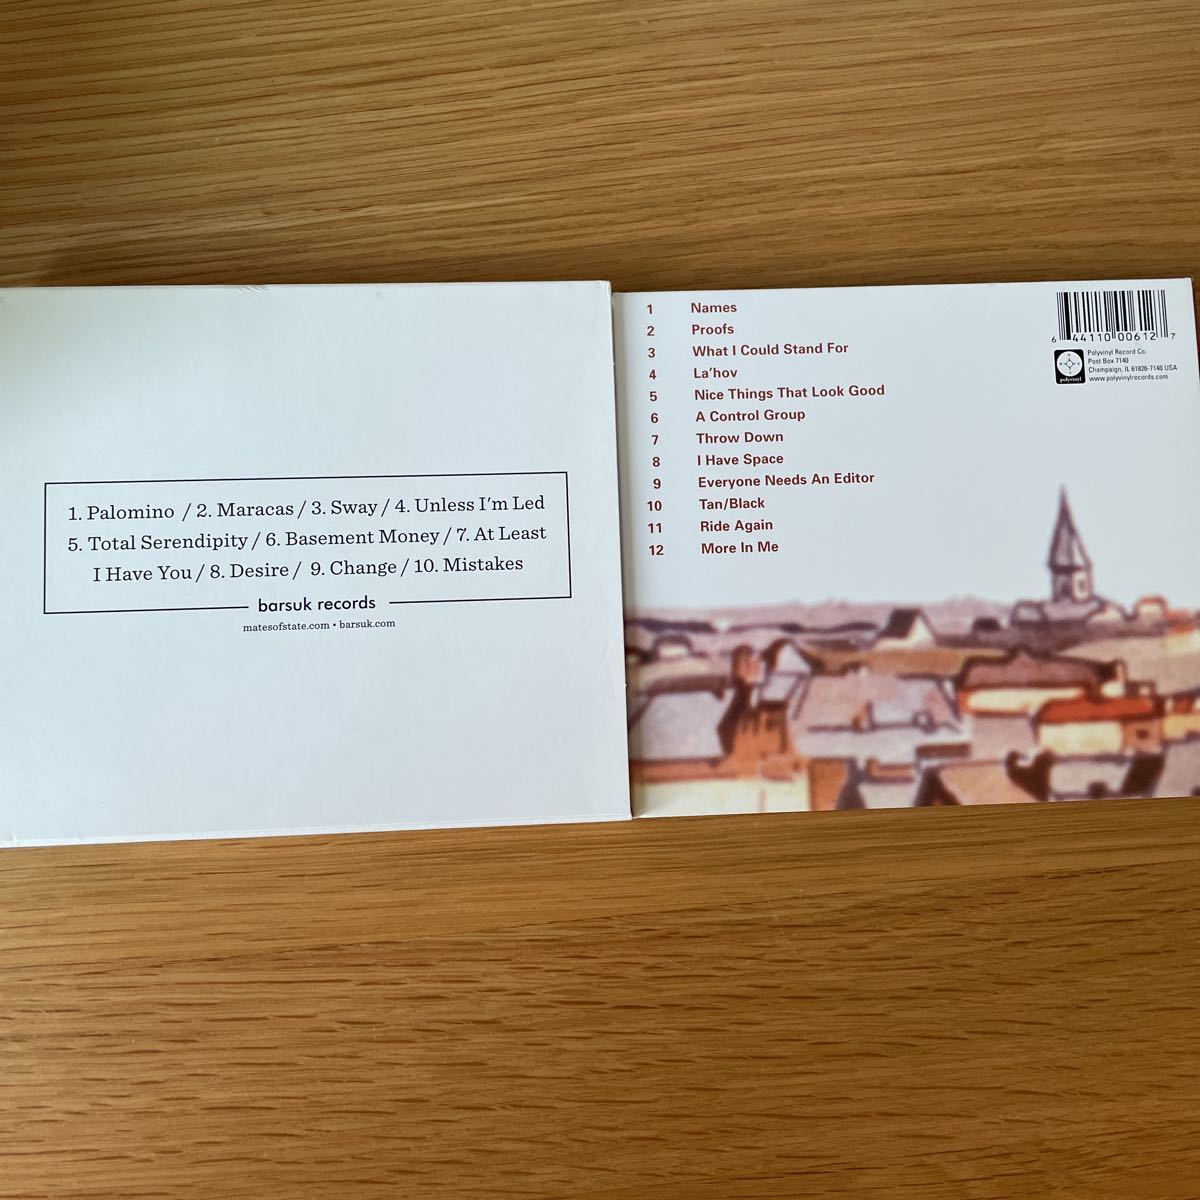 1. Palomino / 2. Maracas / 3. Sway / 4. Unless I'm Led
5. Total Serendipity / 6. Basement Money / 7. At Least
I Have You / 8. Desire / 9. Change / 10. Mistakes
barsuk records
matesofstate.com • barsuk.com
1 Names
2 Proofs
3 What I Could Stand For
4 La'hov
5 Nice Things That Look Good
6 A Control Group
7 Throw Down
8 I Have Space
9 Everyone Needs An Editor
10 Tan/Black
11 Ride Again
12 More In Me
6 44110 00612 7
polyvinyl
Polyvinyl Record Co.
Post Box 7140
Champaign, IL 61826-7140 USA
www.polyvinylrecords.com